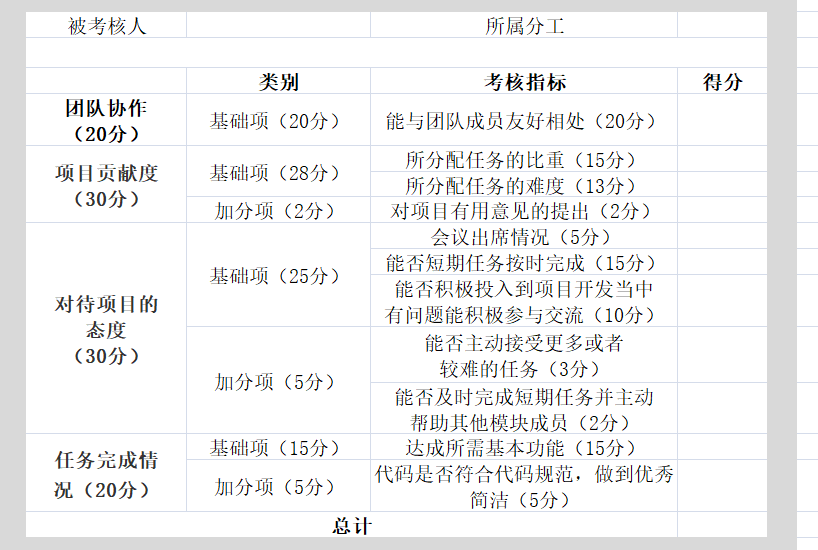 被考核人 所属分工
类别 考核指标 得分
团队协作
（20分）
基础项（20分） 能与团队成员友好相处（20分）
项目贡献度
（30分）
基础项（28分）
所分配任务的比重（15分）
所分配任务的难度（13分）
加分项（2分） 对项目有用意见的提出（2分）
对待项目的
态度
（30分）
基础项（25分）
会议出席情况（5分）
能否短期任务按时完成（15分）
能否积极投入到项目开发当中
有问题能积极参与交流（10分）
加分项（5分）
能否主动接受更多或者
较难的任务（3分）
能否及时完成短期任务并主动
帮助其他模块成员（2分）
任务完成情
况（20分）
基础项（15分） 达成所需基本功能（15分）
加分项（5分）
代码是否符合代码规范，做到优秀
简洁（5分）
总计